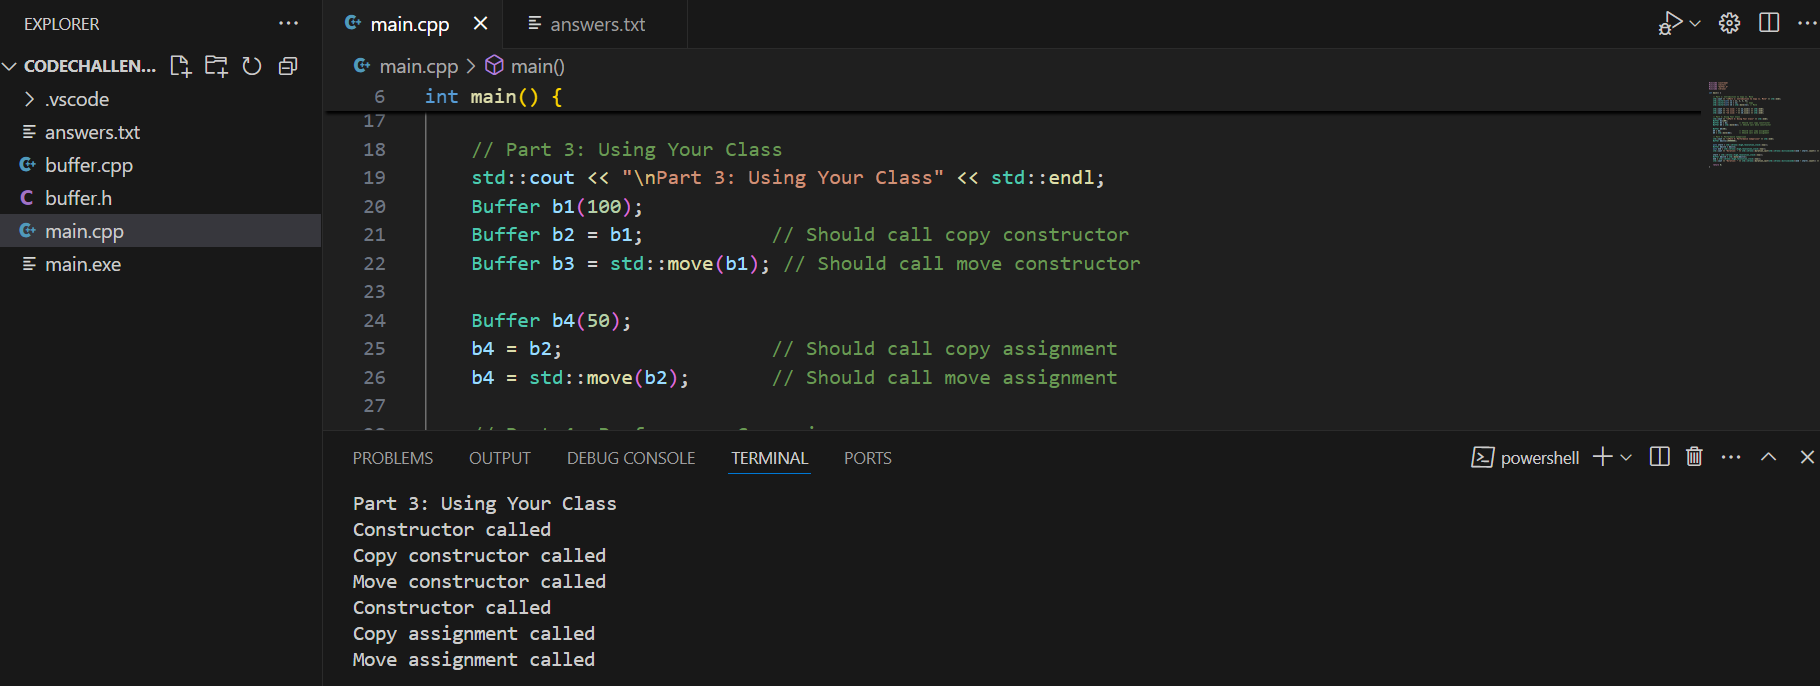 EXPLORER
CODECHALLEN...
.vscode
answers.txt
buffer.cpp
buffer.h
main.cpp
main.exe
main.cpp
answers.txt
main.cpp > main()
6 int main() {
17
18 // Part 3: Using Your Class
19 std::cout << "\nPart 3: Using Your Class" << std::endl;
20 Buffer b1(100);
21 Buffer b2 = b1; // Should call copy constructor
22 Buffer b3 = std::move(b1); // Should call move constructor
23
24 Buffer b4(50);
25 b4 = b2; // Should call copy assignment
26 b4 = std::move(b2); // Should call move assignment
27
PROBLEMS OUTPUT DEBUG CONSOLE TERMINAL PORTS
powershell
Part 3: Using Your Class
Constructor called
Copy constructor called
Move constructor called
Constructor called
Copy assignment called
Move assignment called